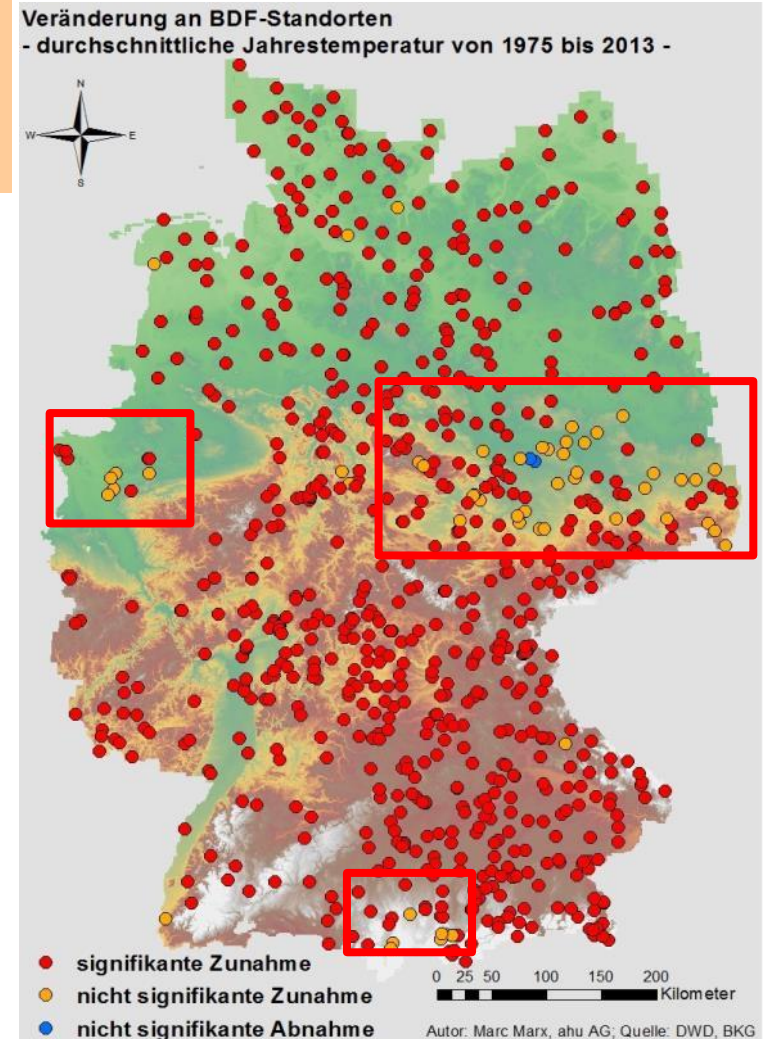 Veränderung an BDF-Standorten
- durchschnittliche Jahrestemperatur von 1975 bis 2013 -
N
W E
S
signifikante Zunahme
nicht signifikante Zunahme
nicht signifikante Abnahme
0 25 50 100 150 200
Kilometer
Autor: Marc Marx, ahu AG; Quelle: DWD, BKG